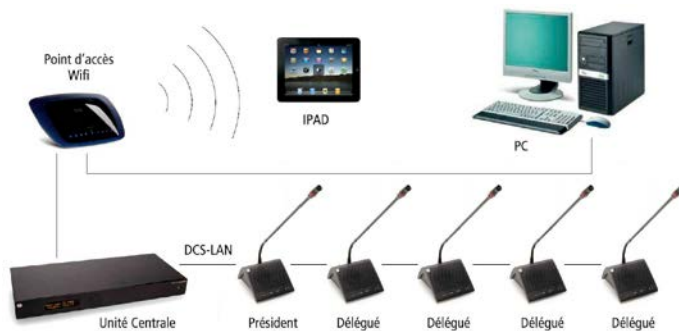 Point d'accès
Wifi
IPAD
PC
DCS-LAN
Unité Centrale
Président
Délégué
Délégué
Délégué
Délégué